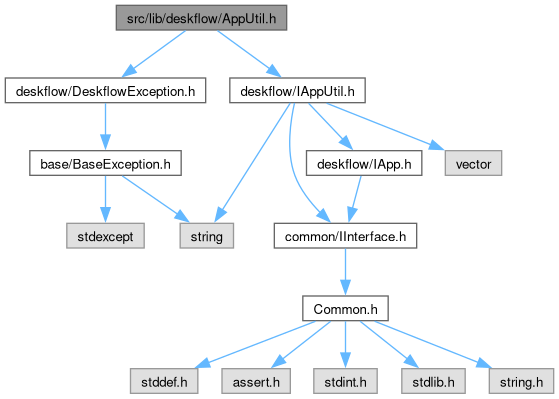 src/lib/deskflow/AppUtil.h
deskflow/DeskflowException.h
deskflow/IAppUtil.h
base/BaseException.h
deskflow/IApp.h
vector
stdexcept
string
common/IInterface.h
Common.h
stddef.h
assert.h
stdint.h
stdlib.h
string.h